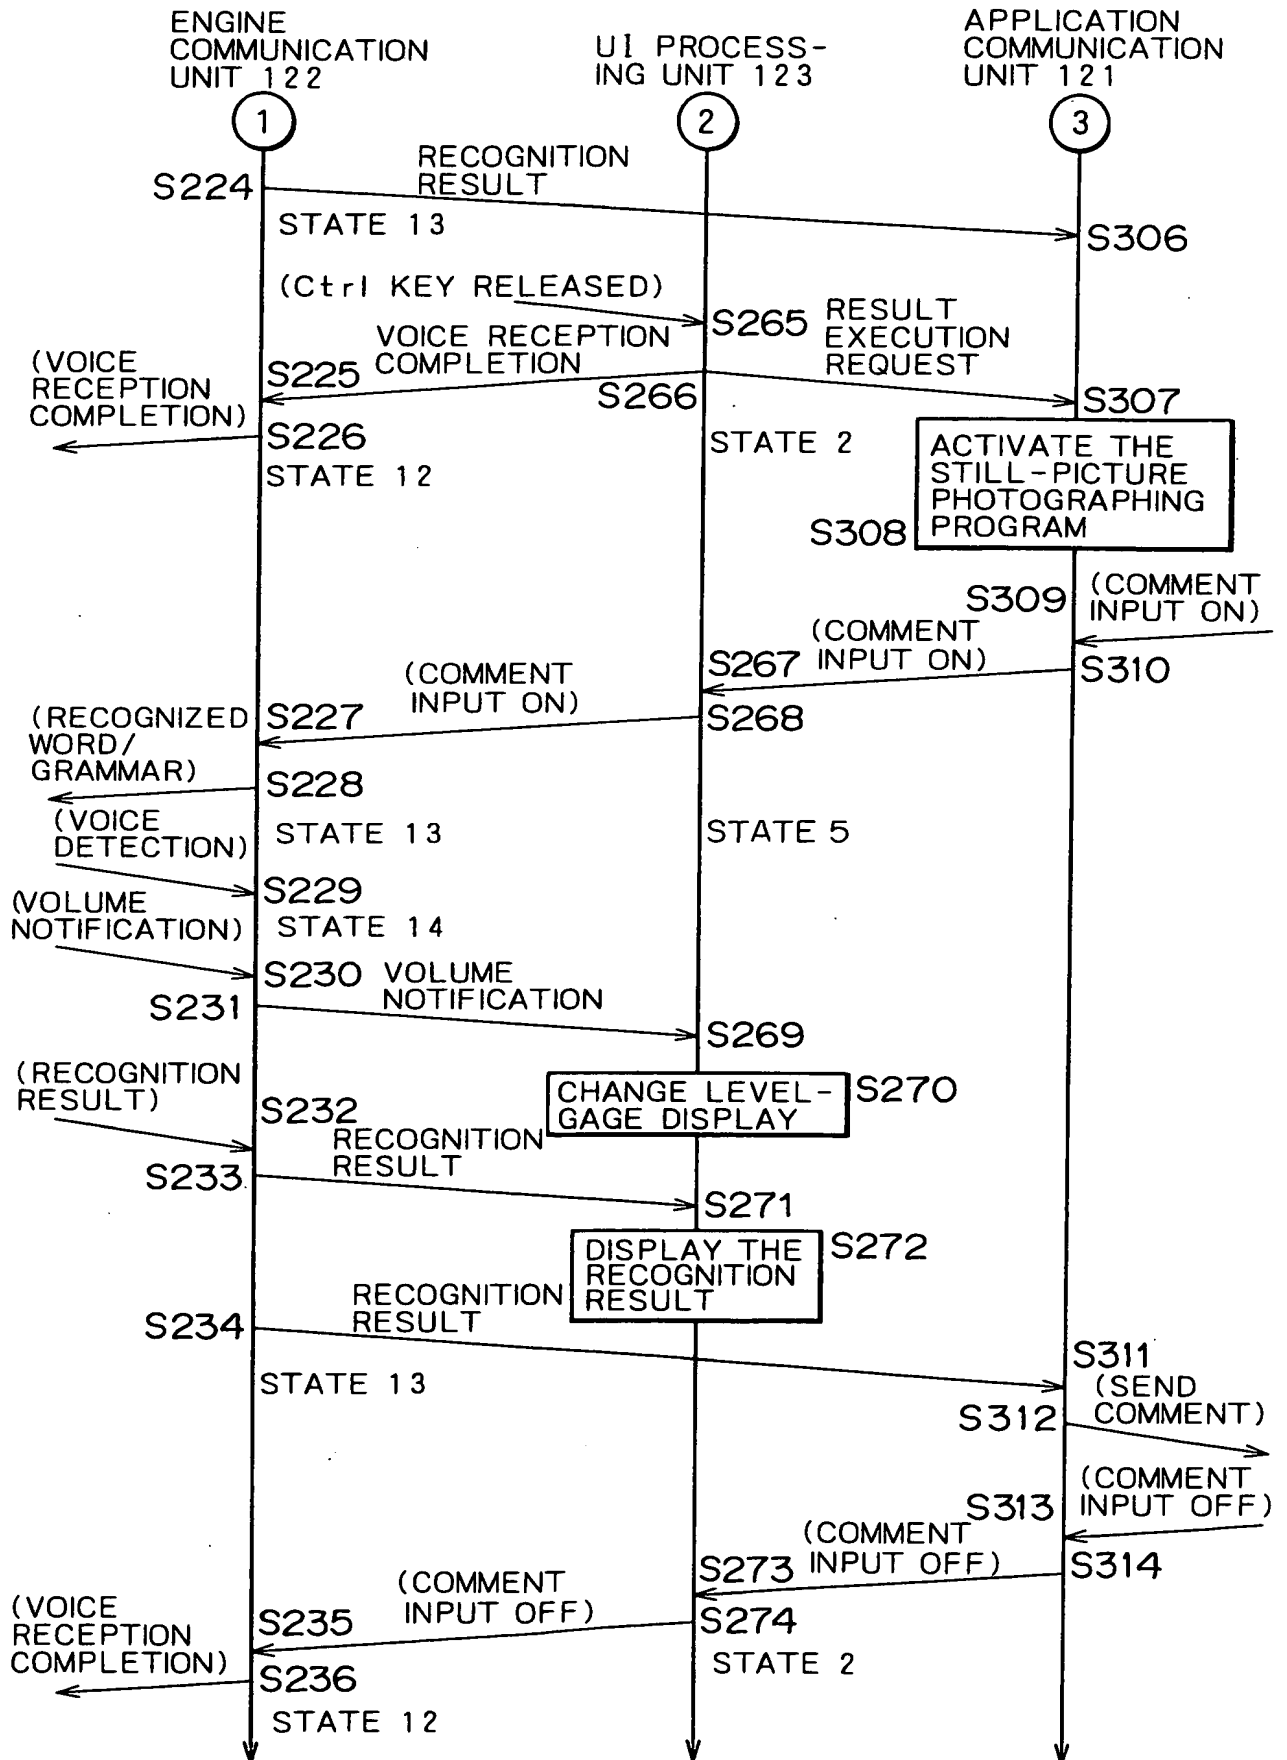 ENGINE
COMMUNICATION
UNIT 122
UI PROCESS-
ING UNIT 123
APPLICATION
COMMUNICATION
UNIT 121
1
2
3
RECOGNITION
RESULT
S224
STATE 13
S306
(Ctrl KEY RELEASED)
S265
RESULT
EXECUTION
REQUEST
VOICE RECEPTION
COMPLETION
(VOICE
RECEPTION
COMPLETION)
S225
S266
S307
S226
STATE 12
STATE 2
ACTIVATE THE
STILL-PICTURE
PHOTOGRAPHING
PROGRAM
S308
S309
(COMMENT
INPUT ON)
(COMMENT
INPUT ON)
S267
S310
(COMMENT
INPUT ON)
(RECOGNIZED
WORD/
GRAMMAR)
S227
S268
S228
(VOICE
DETECTION)
STATE 13
STATE 5
S229
(VOLUME
NOTIFICATION)
STATE 14
S230
VOLUME
NOTIFICATION
S231
S269
(RECOGNITION
RESULT)
CHANGE LEVEL-
GAGE DISPLAY
S270
S232
RECOGNITION
RESULT
S233
S271
DISPLAY THE
RECOGNITION
RESULT
S272
RECOGNITION
RESULT
S234
S311
STATE 13
(SEND
COMMENT)
S312
(COMMENT
INPUT OFF)
S313
(COMMENT
INPUT OFF)
S273
S314
(COMMENT
INPUT OFF)
(VOICE
RECEPTION
COMPLETION)
S235
S274
STATE 2
S236
STATE 12